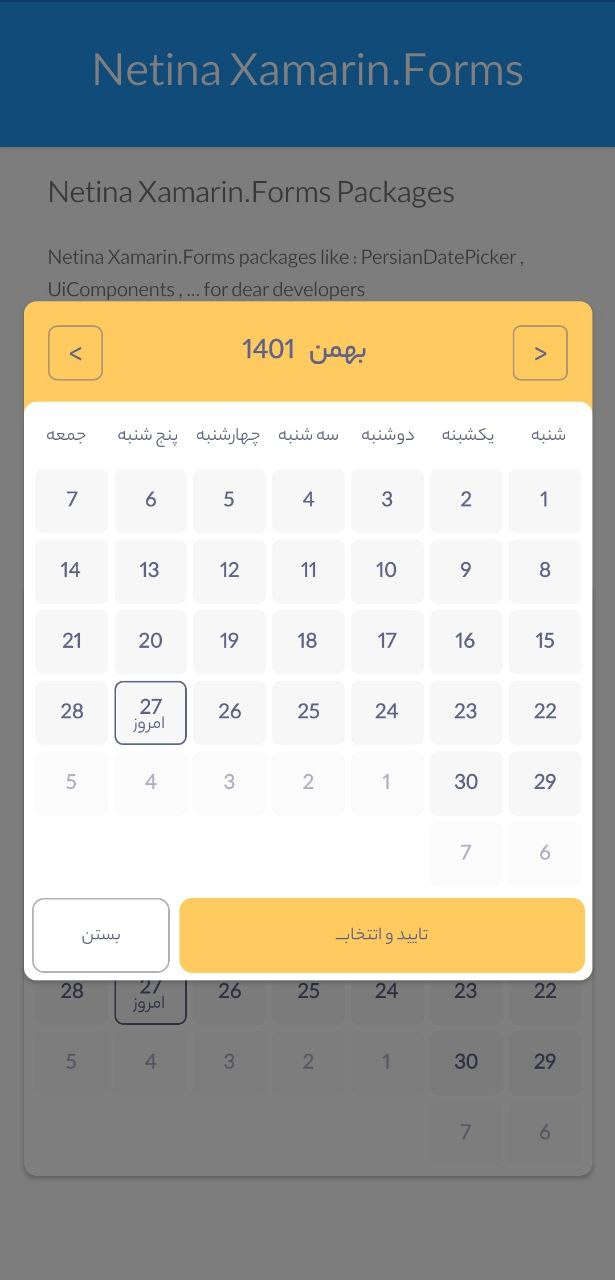 Netina Xamarin.Forms
Netina Xamarin.Forms Packages
Netina Xamarin.Forms packages like : PersianDatePicker ,
UiComponents , ... for dear developers
< بهمن 1401 >
شنبه یکشبنه دوشنبه سه شنبه چهارشنبه پنج شنبه جمعه
1 2 3 4 5 6 7
8 9 10 11 12 13 14
15 16 17 18 19 20 21
22 23 24 25 26 27 28
امروز
29 30 1 2 3 4 5
6 7
تایید و اتتخابـ بستن
22 23 24 25 26 27 28
امروز
29 30 1 2 3 4 5
6 7